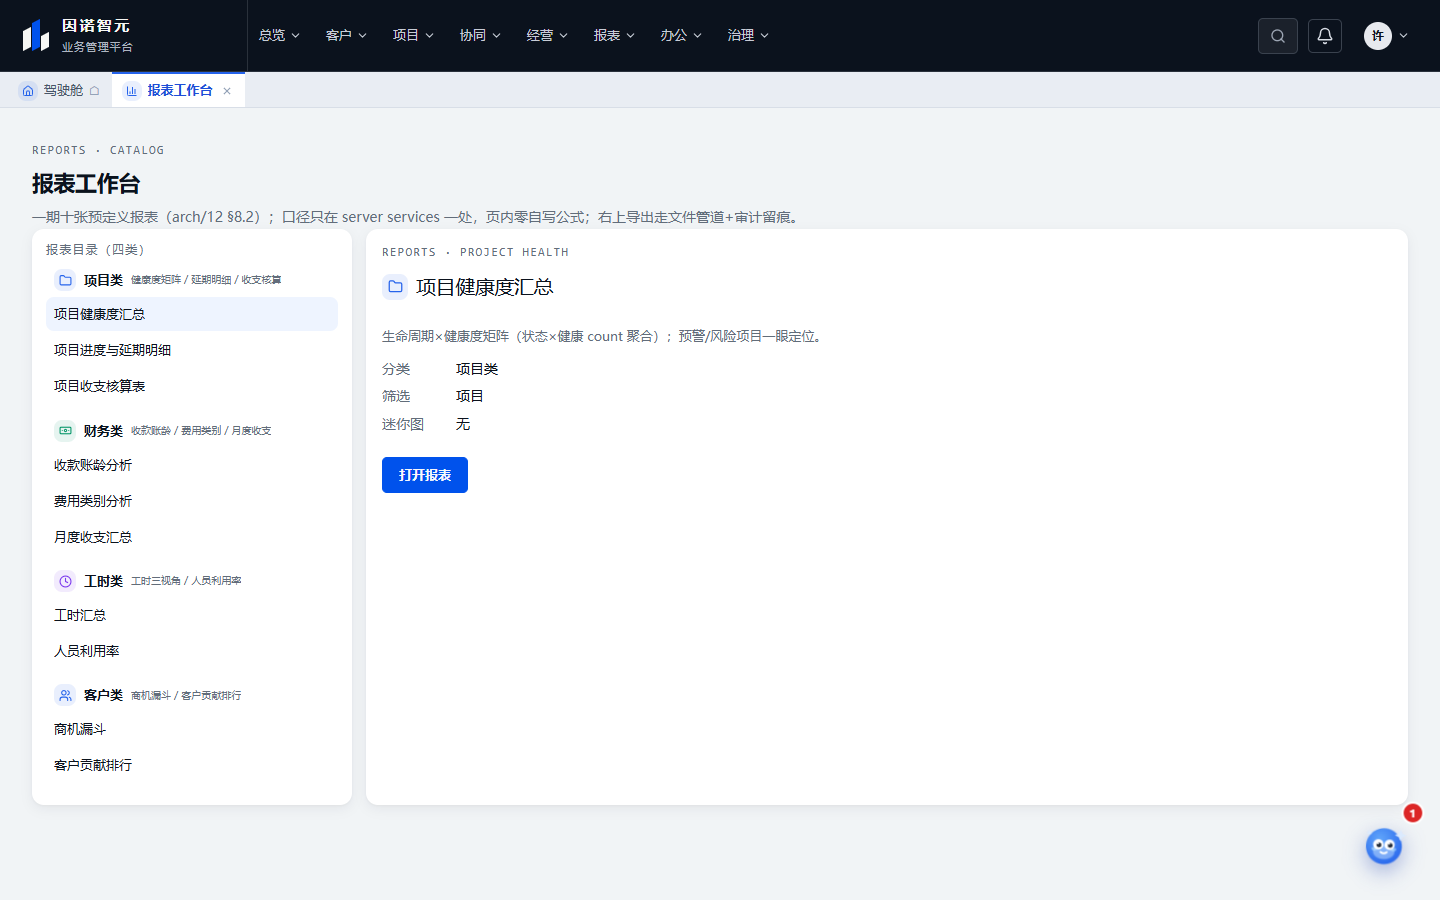 因诺智元
业务管理平台
总览 客户 项目 协同 经营 报表 办公 治理
许
驾驶舱
报表工作台
REPORTS · CATALOG
报表工作台
一期十张预定义报表（arch/12 §8.2）；口径只在 server services 一处，页内零自写公式；右上导出走文件管道+审计留痕。
报表目录（四类）
项目类 健康度矩阵 / 延期明细 / 收支核算
项目健康度汇总
项目进度与延期明细
项目收支核算表
财务类 收款账龄 / 费用类别 / 月度收支
收款账龄分析
费用类别分析
月度收支汇总
工时类 工时三视角 / 人员利用率
工时汇总
人员利用率
客户类 商机漏斗 / 客户贡献排行
商机漏斗
客户贡献排行
REPORTS · PROJECT HEALTH
项目健康度汇总
生命周期×健康度矩阵（状态×健康 count 聚合）；预警/风险项目一眼定位。
分类 项目类
筛选 项目
迷你图 无
打开报表
1